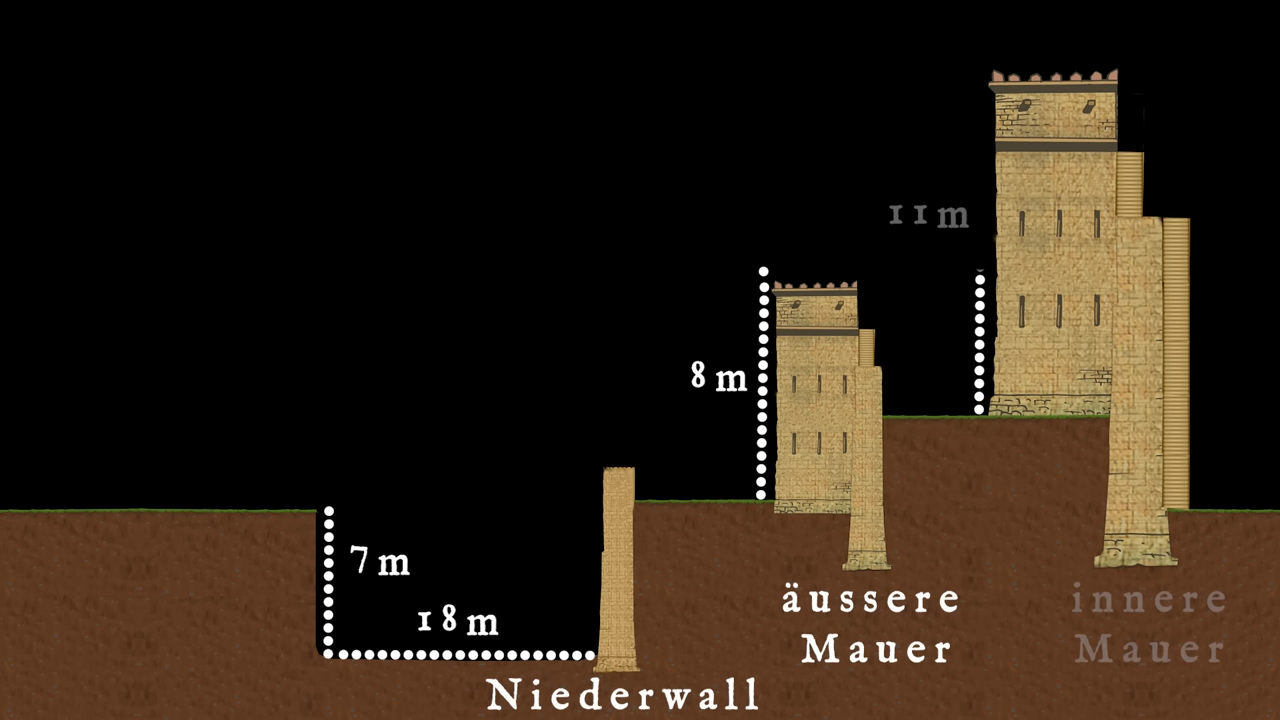 11 m
8 m
7 m
18 m
äussere
Mauer
innere
Mauer
Niederwall